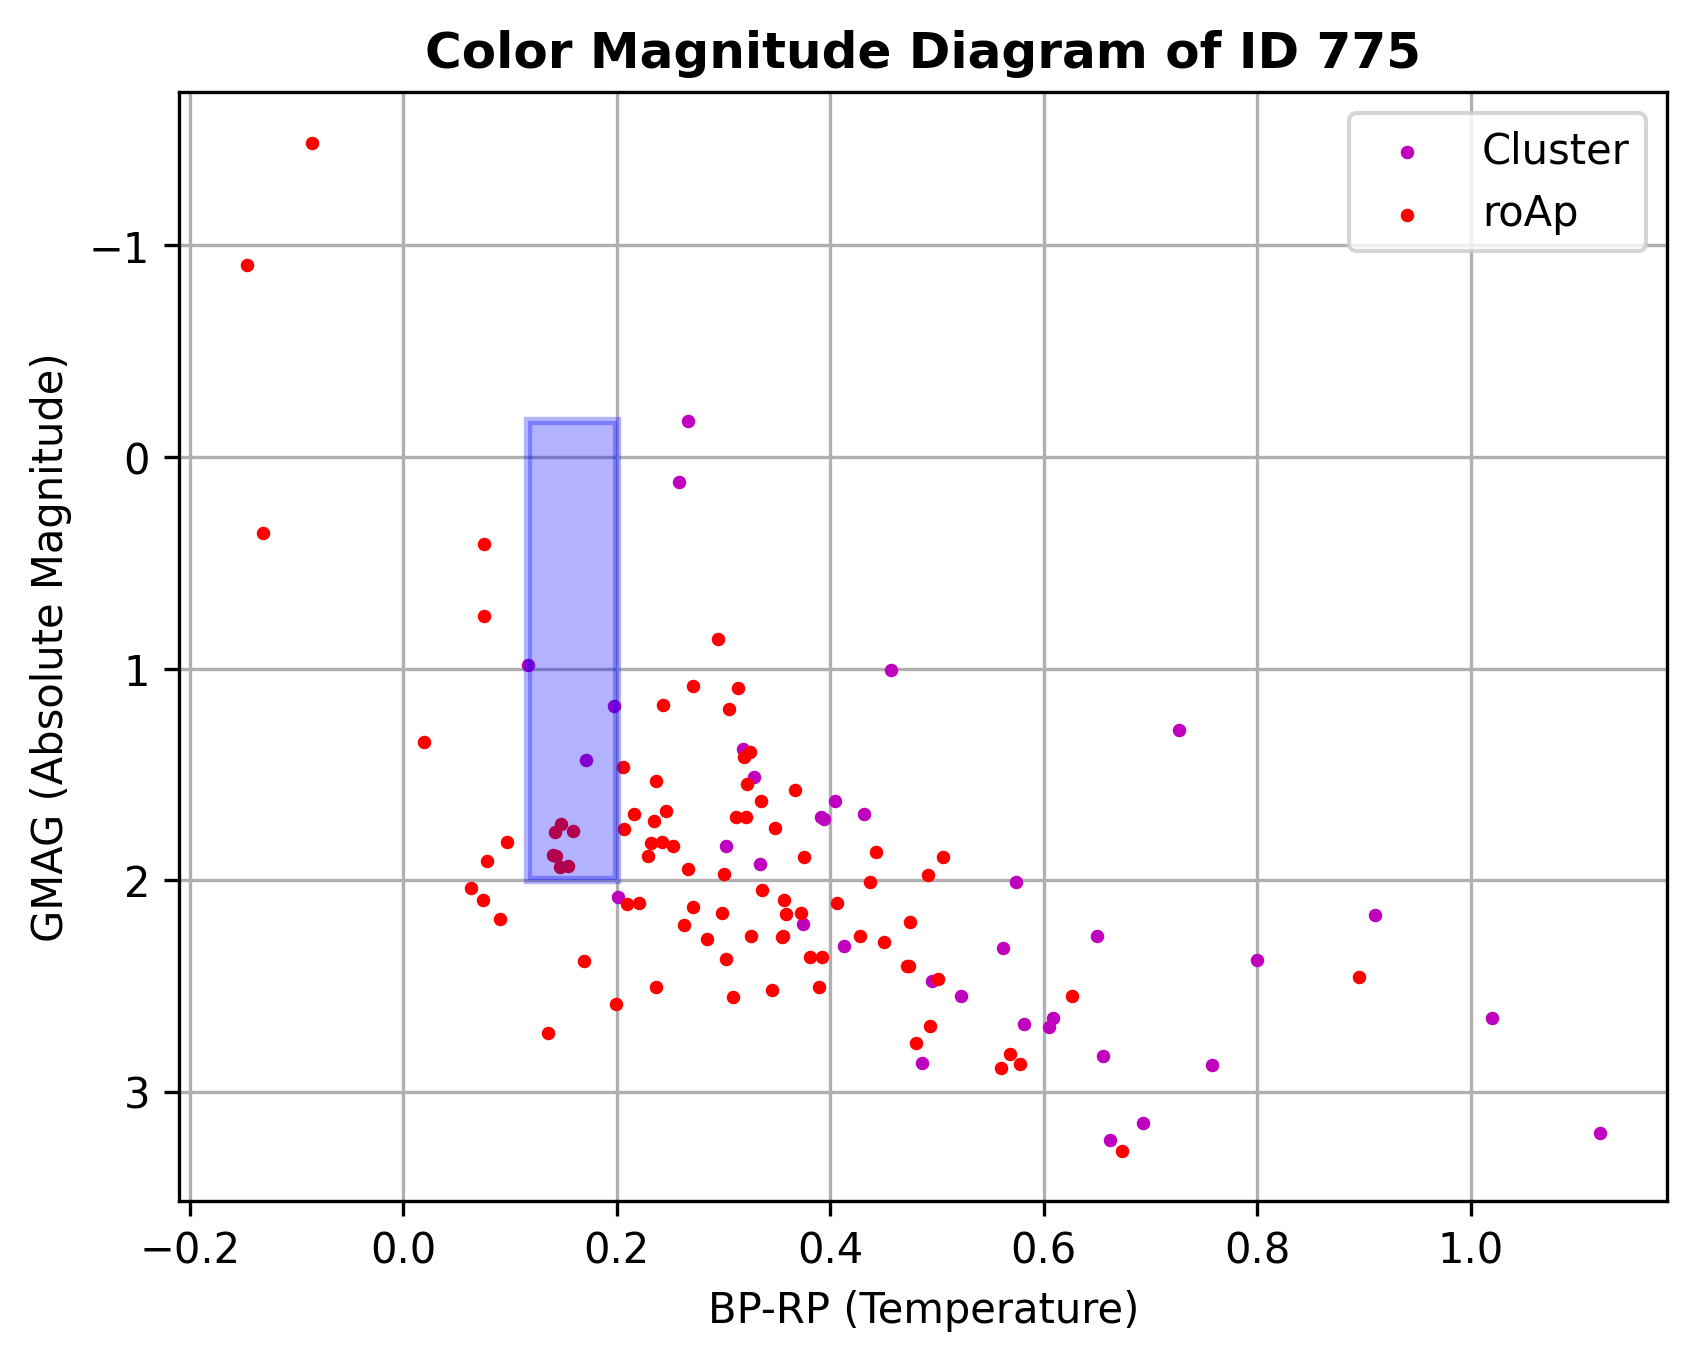 Color Magnitude Diagram of ID 775
Cluster
roAp
GMAG (Absolute Magnitude)
−1
0
1
2
3
−0.2 0.0 0.2 0.4 0.6 0.8 1.0
BP-RP (Temperature)